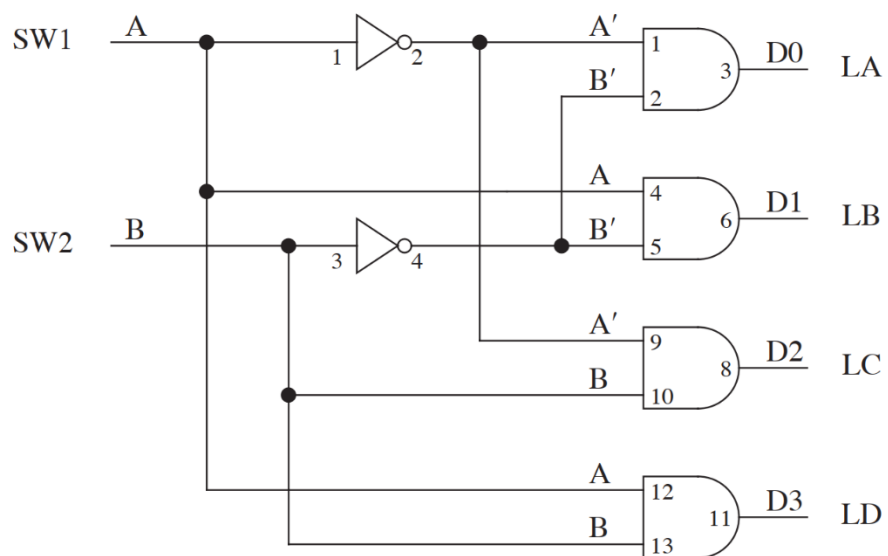 SW1 A 1 2 A′ 1 3 D0 LA
B′ 2
A 4 6 D1 LB
SW2 B 3 4 B′ 5
A′ 9 8 D2 LC
B 10
A 12 11 D3 LD
B 13